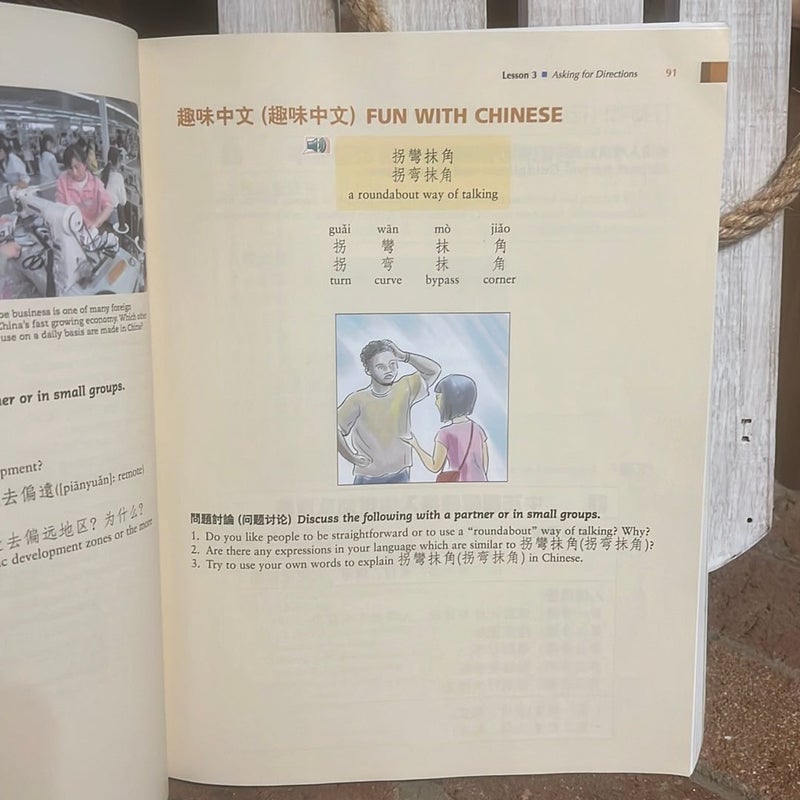 be business is one of many foreign
China's fast growing economy. Which other
use on a daily basis are made in China?
er or in small groups.
pment?
去偏遠([piānyuǎn]: remote)
去偏远地区？为什么？
ic development zones or the more
Lesson 3 ■ Asking for Directions 91
趣味中文 (趣味中文) FUN WITH CHINESE
拐彎抹角
拐弯抹角
a roundabout way of talking
guǎi wān mò jiǎo
拐 彎 抹 角
拐 弯 抹 角
turn curve bypass corner
問題討論 (问题讨论) Discuss the following with a partner or in small groups.
1. Do you like people to be straightforward or to use a "roundabout" way of talking? Why?
2. Are there any expressions in your language which are similar to 拐彎抹角(拐弯抹角)?
3. Try to use your own words to explain 拐彎抹角(拐弯抹角) in Chinese.